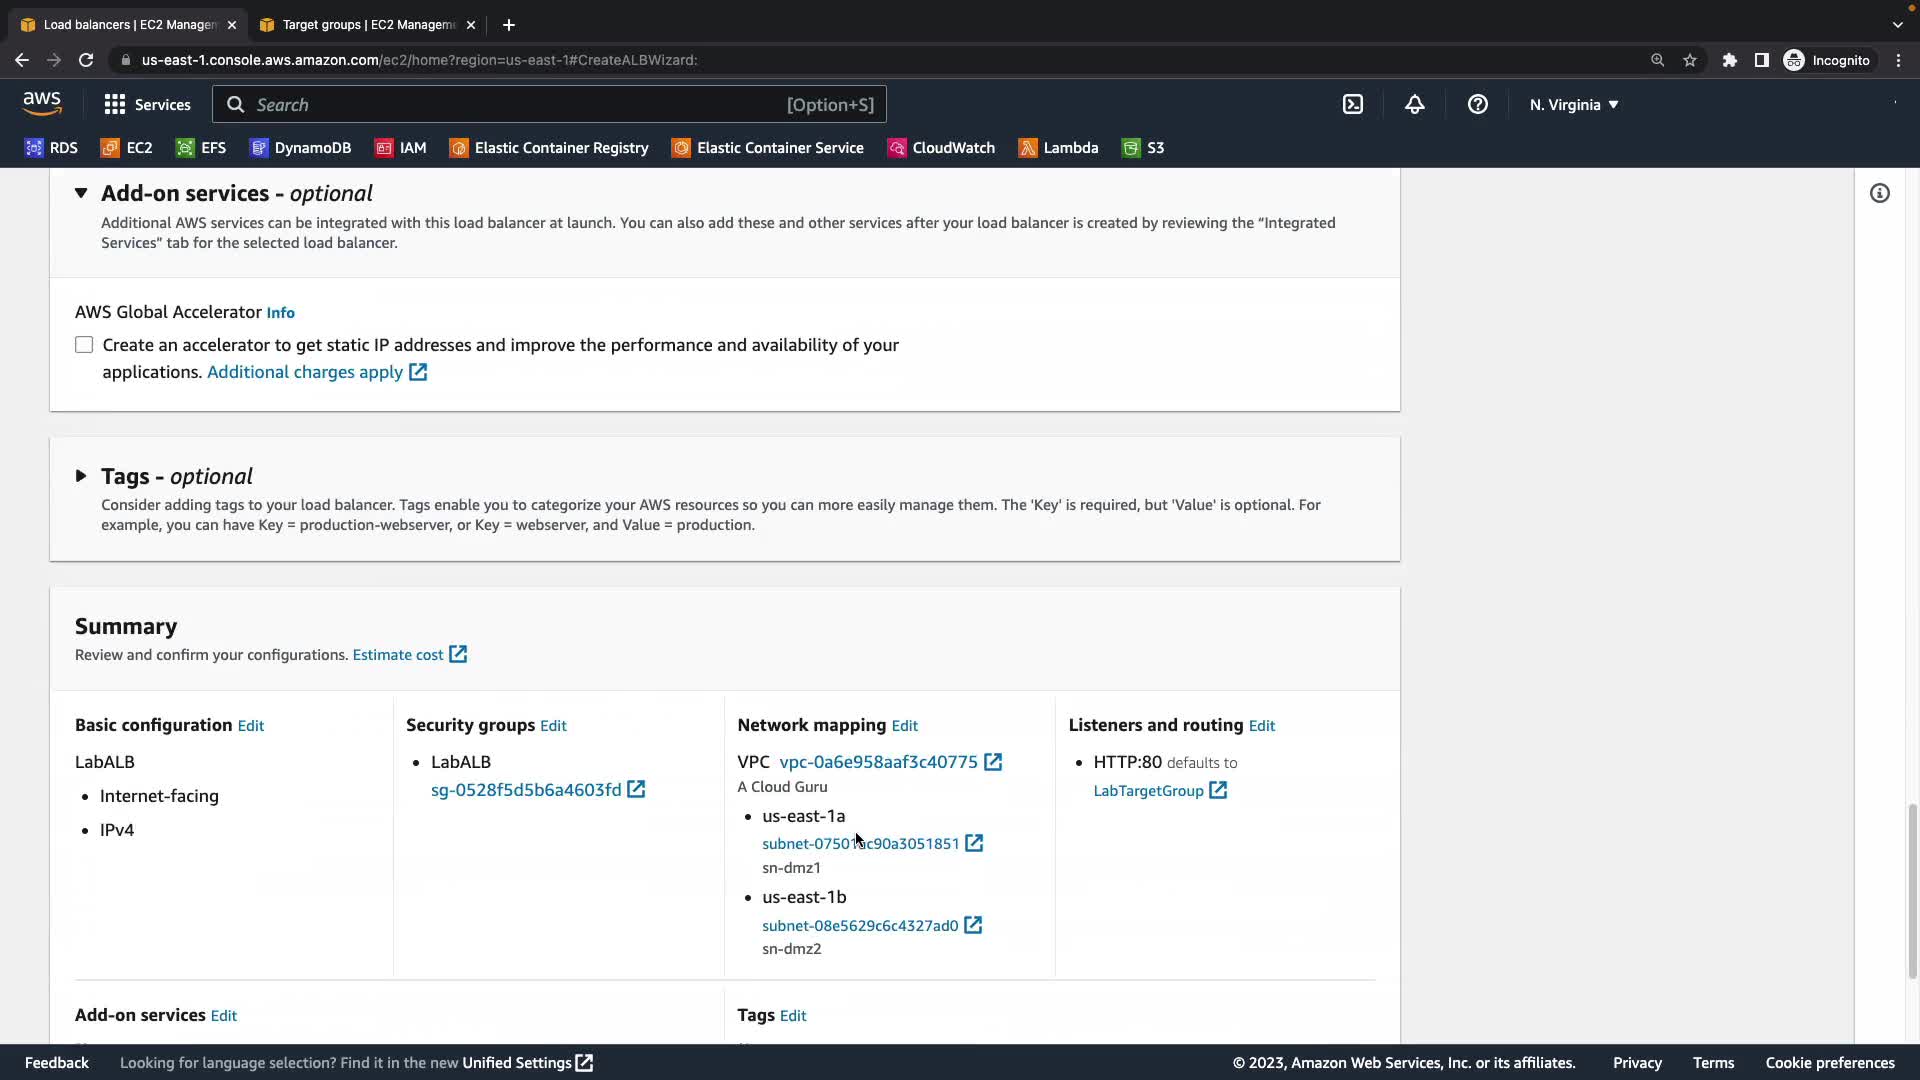 Load balancers | EC2 Managem
Target groups | EC2 Managem
us-east-1.console.aws.amazon.com/ec2/home?region=us-east-1#CreateALBWizard:
Incognito
aws
Services
Search
[Option+S]
N. Virginia
RDS
EC2
EFS
DynamoDB
IAM
Elastic Container Registry
Elastic Container Service
CloudWatch
Lambda
S3
Add-on services - optional
Additional AWS services can be integrated with this load balancer at launch. You can also add these and other services after your load balancer is created by reviewing the “Integrated
Services” tab for the selected load balancer.
AWS Global Accelerator Info
Create an accelerator to get static IP addresses and improve the performance and availability of your
applications. Additional charges apply
Tags - optional
Consider adding tags to your load balancer. Tags enable you to categorize your AWS resources so you can more easily manage them. The 'Key' is required, but 'Value' is optional. For
example, you can have Key = production-webserver, or Key = webserver, and Value = production.
Summary
Review and confirm your configurations. Estimate cost
Basic configuration Edit
LabALB
• Internet-facing
• IPv4
Security groups Edit
• LabALB
sg-0528f5d5b6a4603fd
Network mapping Edit
VPC vpc-0a6e958aaf3c40775
A Cloud Guru
• us-east-1a
sn-dmz1
• us-east-1b
subnet-08e5629c6c4327ad0
sn-dmz2
Listeners and routing Edit
• HTTP:80 defaults to
LabTargetGroup
Add-on services Edit
Tags Edit
Feedback
Looking for language selection? Find it in the new Unified Settings
© 2023, Amazon Web Services, Inc. or its affiliates.
Privacy
Terms
Cookie preferences